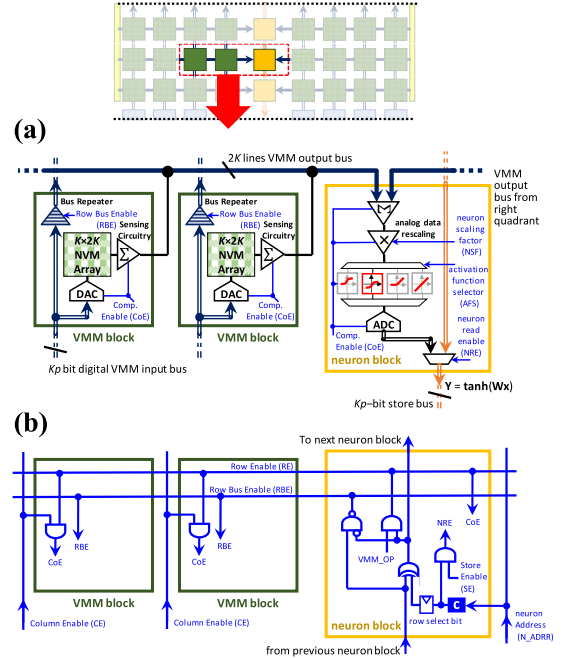 (a)
2K lines VMM output bus
VMM
output
bus from
right
quadrant
Bus Repeater
Row Bus Enable
(RBE)
Sensing
Circuitry
K×2K
NVM
Array
Σ
DAC
Comp.
Enable (CoE)
VMM block
Bus Repeater
Row Bus Enable
(RBE)
Sensing
Circuitry
K×2K
NVM
Array
Σ
DAC
Comp.
Enable (CoE)
VMM block
Kp bit digital VMM input bus
Σ
analog data
rescaling
X
neuron
scaling
factor
(NSF)
activation
function
selector
(AFS)
ADC
neuron
read
enable
(NRE)
Comp.
Enable (CoE)
neuron block
Y = tanh(Wx)
Kp–bit store bus
(b)
To next neuron block
Row Enable (RE)
Row Bus Enable (RBE)
CoE
RBE
VMM block
Column Enable (CE)
CoE
RBE
VMM block
Column Enable (CE)
CoE
NRE
VMM_OP
Store
Enable
(SE)
C
row select bit
neuron block
neuron
Address
(N_ADRR)
from previous neuron block